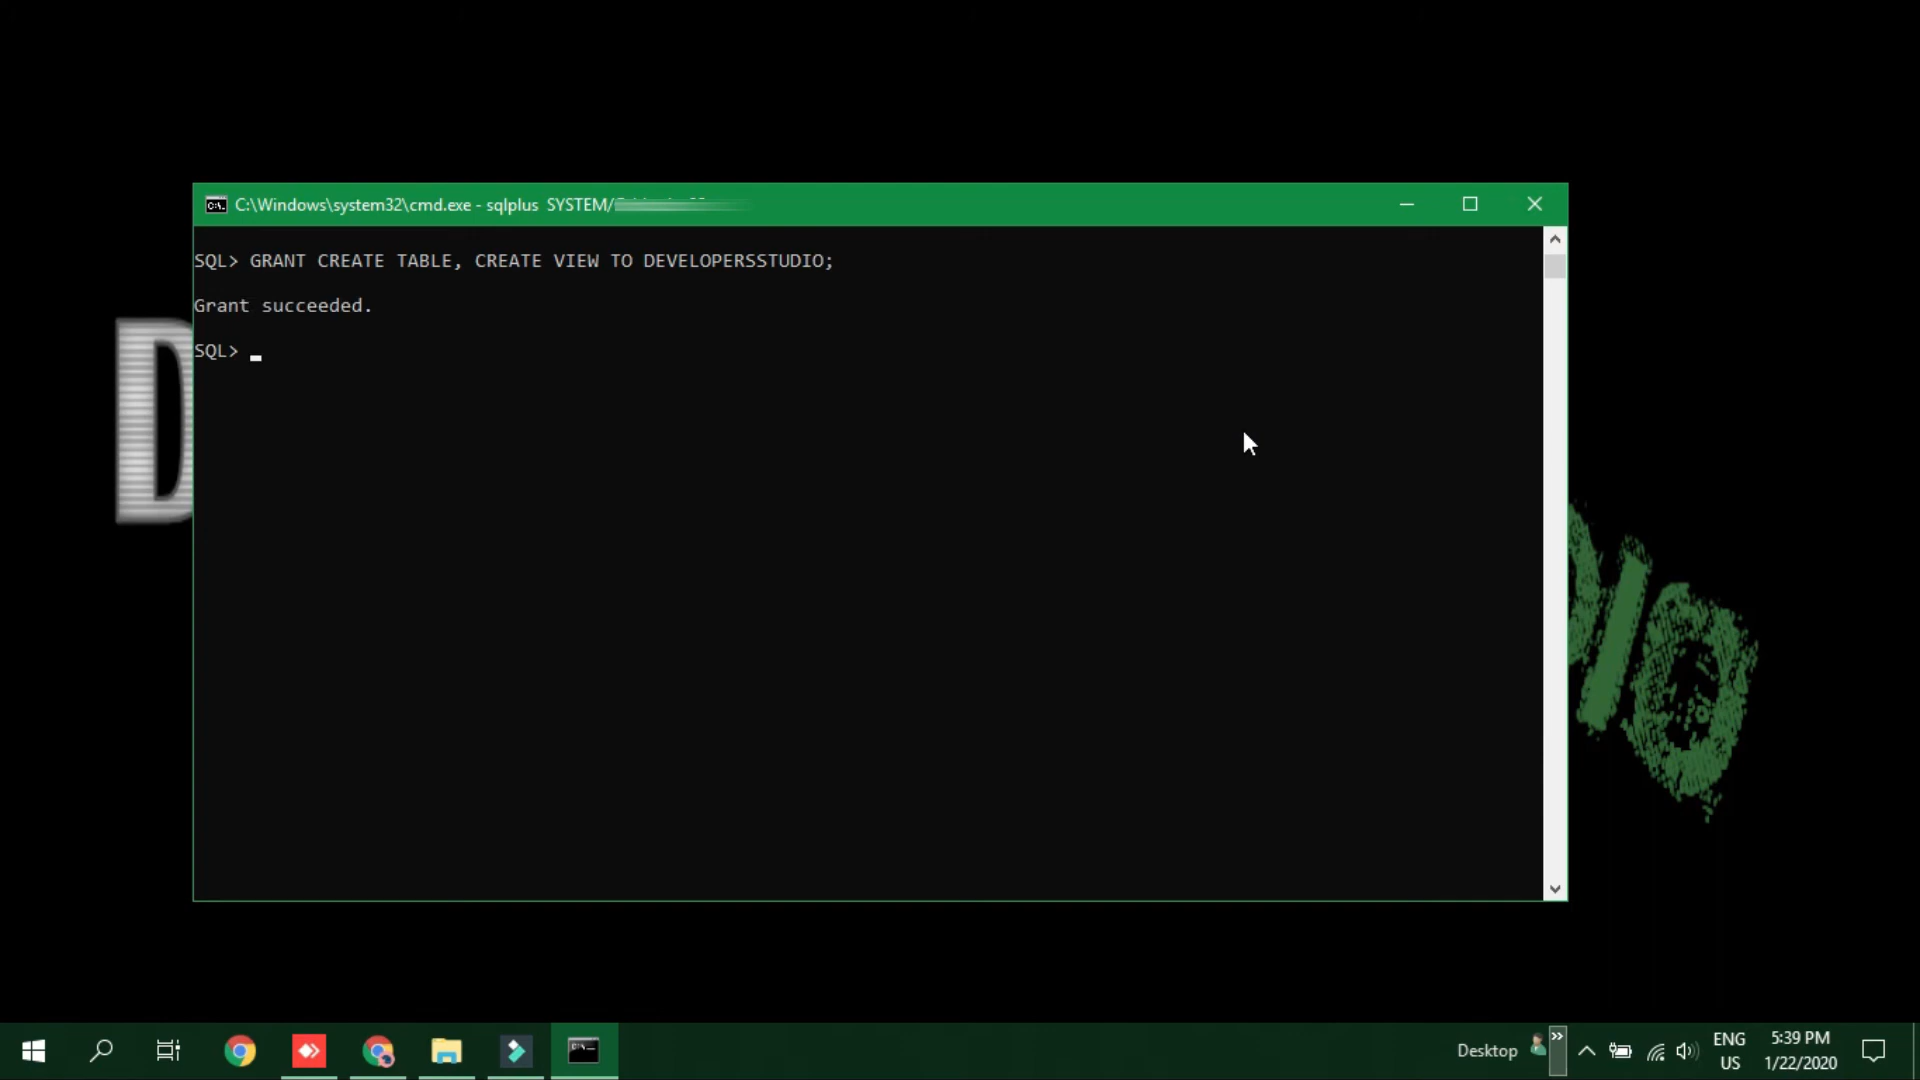 C:\Windows\system32\cmd.exe - sqlplus SYSTEM/
SQL> GRANT CREATE TABLE, CREATE VIEW TO DEVELOPERSSTUDIO;
Grant succeeded.
SQL>
D
IO
Desktop
ENG
US
5:39 PM
1/22/2020